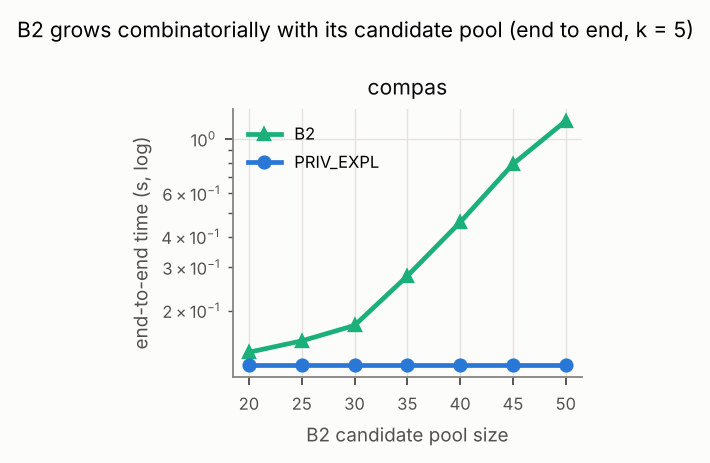 B2 grows combinatorially with its candidate pool (end to end, k = 5)
compas
B2
PRIV_EXPL
end-to-end time (s, log)
10⁰
6 × 10⁻¹
4 × 10⁻¹
3 × 10⁻¹
2 × 10⁻¹
20 25 30 35 40 45 50
B2 candidate pool size